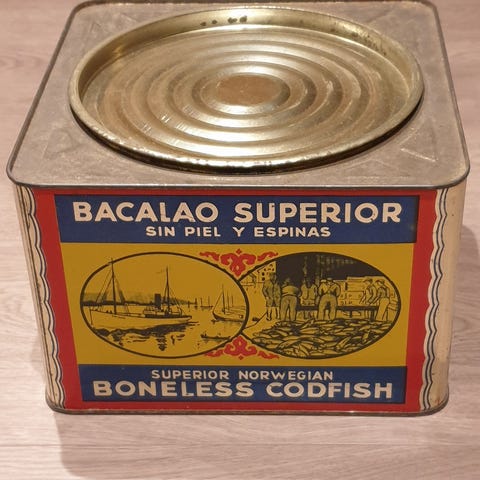 BACALAO SUPERIOR
SIN PIEL Y ESPINAS
SUPERIOR NORWEGIAN
BONELESS CODFISH